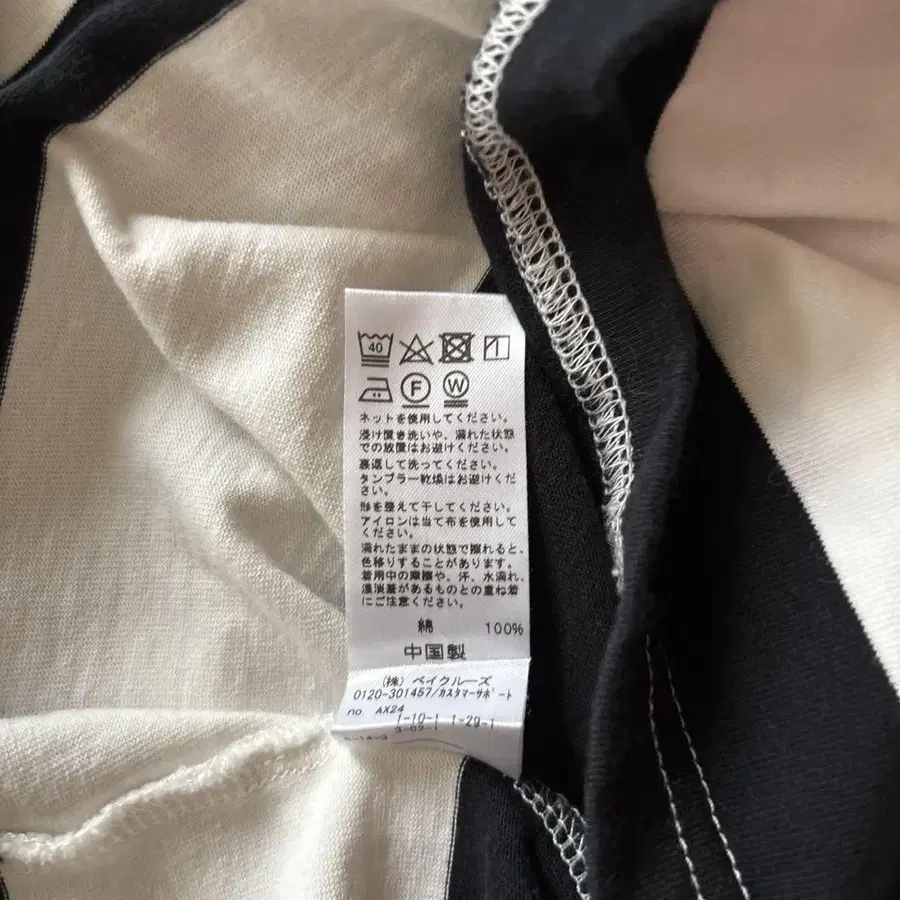 40
F W
ネットを使用してください。
浸け置き洗いや、濡れた状態
での放置はお避けください。
裏返して洗ってください。
タンブラー乾燥はお避けくだ
さい。
形を整えて干してください。
アイロンは当て布を使用して
ください。
濡れたままの状態で擦れると、
色移りすることがあります。
着用中の摩擦や、汗、水濡れ、
濃淡差があるものとの重ね着
にご注意ください。
綿 100%
中国製
(株) ベイクルーズ
0120-301457/カスタマーサポート
no. AX24
1-10-1 1-29-1